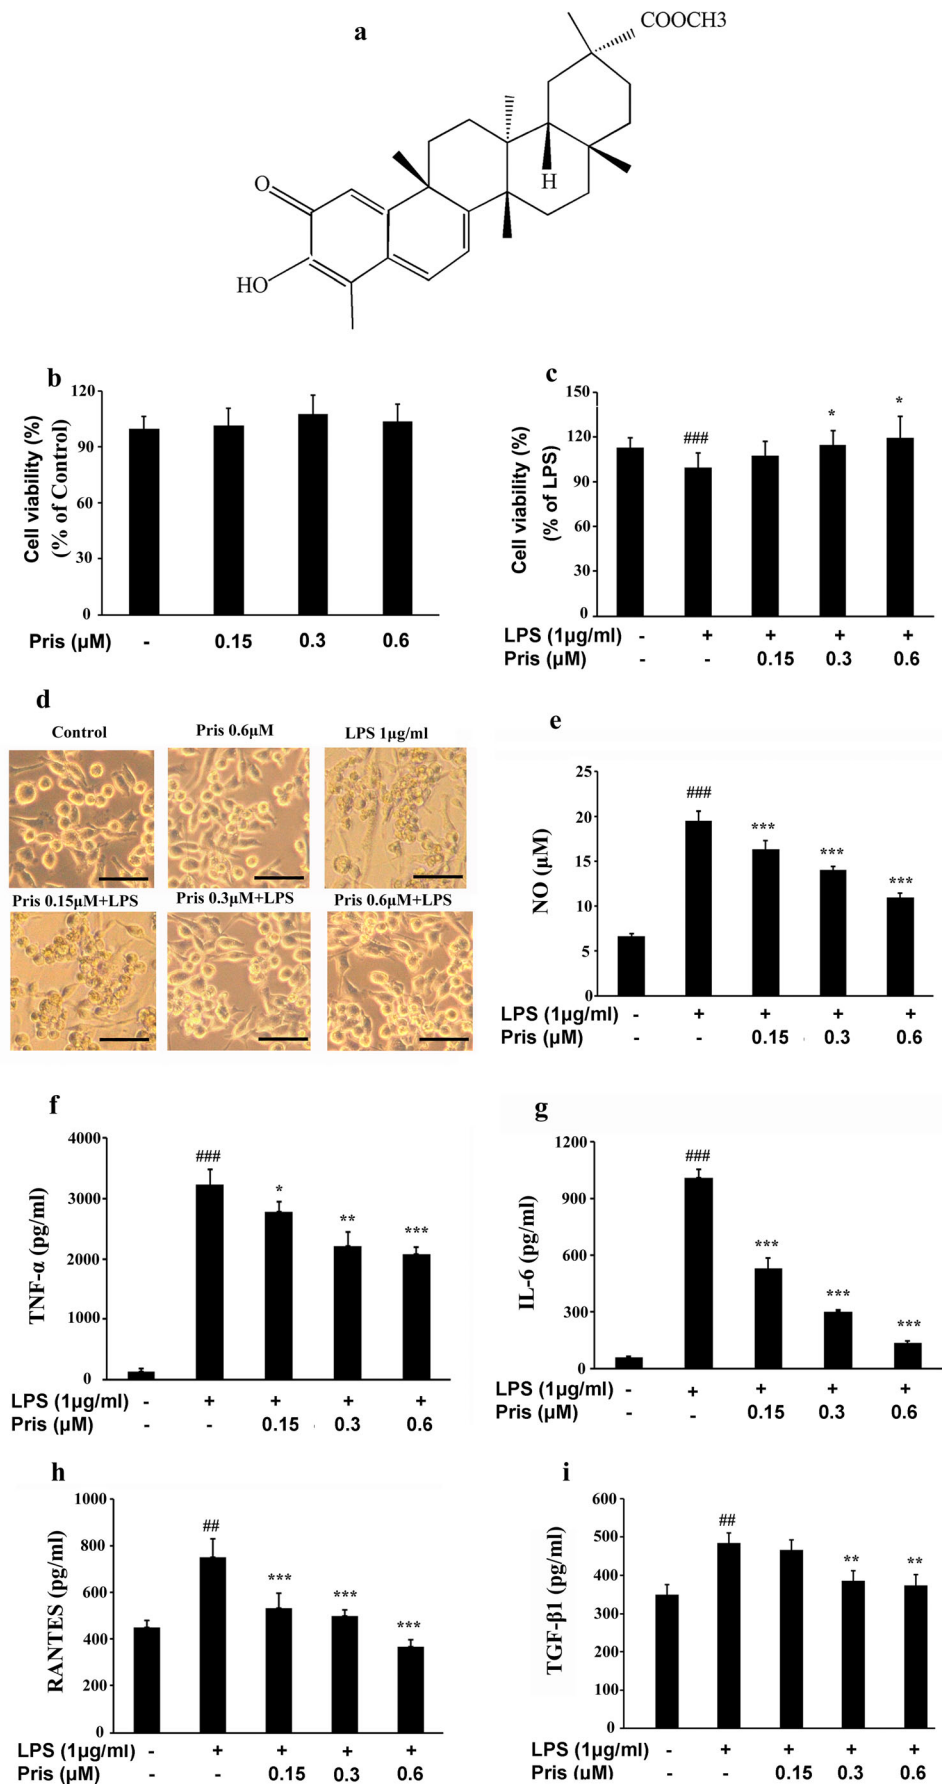 a
COOCH3
H
O
HO
b
Cell viability (%)
(% of Control)
120
90
60
30
0
Pris (μM) - 0.15 0.3 0.6
c
Cell viability (%)
(% of LPS)
150
120
90
60
30
0
### * *
LPS (1μg/ml) - + + + +
Pris (μM) - - 0.15 0.3 0.6
d
Control Pris 0.6μM LPS 1μg/ml
Pris 0.15μM+LPS Pris 0.3μM+LPS Pris 0.6μM+LPS
e
NO (μM)
25
20
15
10
5
0
### *** *** ***
LPS (1μg/ml) - + + + +
Pris (μM) - - 0.15 0.3 0.6
f
TNF-α (pg/ml)
4000
3000
2000
1000
0
### * ** ***
LPS (1μg/ml) - + + + +
Pris (μM) - - 0.15 0.3 0.6
g
IL-6 (pg/ml)
1200
900
600
300
0
### *** *** ***
LPS (1μg/ml) - + + + +
Pris (μM) - - 0.15 0.3 0.6
h
RANTES (pg/ml)
1000
800
600
400
200
0
## *** *** ***
LPS (1μg/ml) - + + + +
Pris (μM) - - 0.15 0.3 0.6
i
TGF-β1 (pg/ml)
600
500
400
300
200
100
0
## ** **
LPS (1μg/ml) - + + + +
Pris (μM) - - 0.15 0.3 0.6